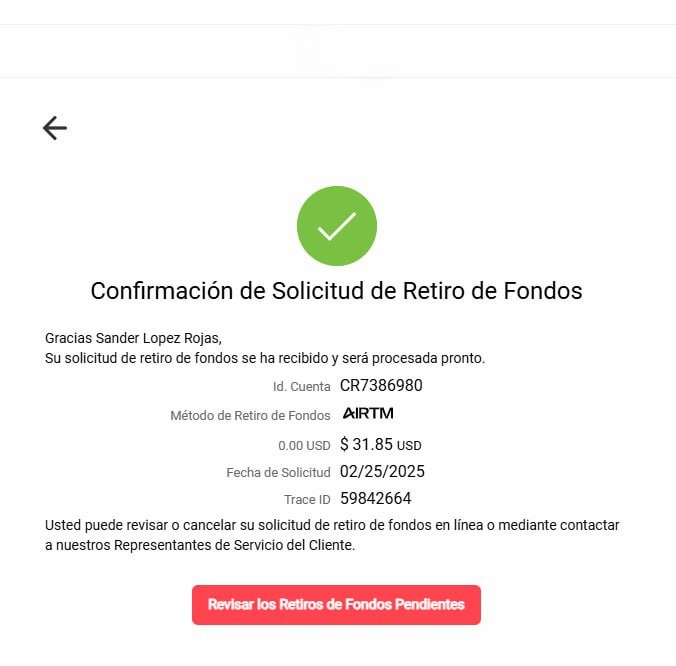 Confirmación de Solicitud de Retiro de Fondos
Gracias Sander Lopez Rojas,
Su solicitud de retiro de fondos se ha recibido y será procesada pronto.
Id. Cuenta CR7386980
Método de Retiro de Fondos AIRTM
0.00 USD $ 31.85 USD
Fecha de Solicitud 02/25/2025
Trace ID 59842664
Usted puede revisar o cancelar su solicitud de retiro de fondos en línea o mediante contactar
a nuestros Representantes de Servicio del Cliente.
Revisar los Retiros de Fondos Pendientes